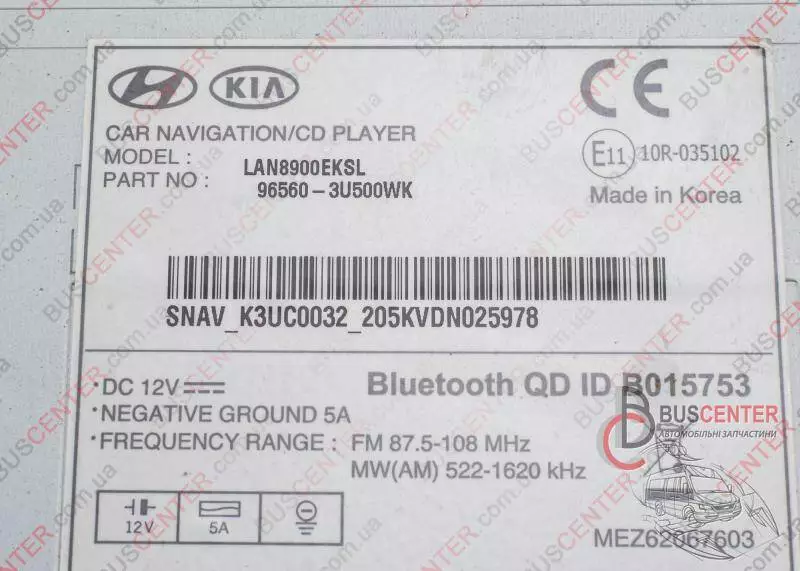 KIA
CE
CAR NAVIGATION/CD PLAYER
MODEL : LAN8900EKSL
PART NO : 96560-3U500WK
E11 10R-035102
Made in Korea
SNAV_K3UC0032_205KVDN025978
•DC 12V
•NEGATIVE GROUND 5A
•FREQUENCY RANGE : FM 87.5-108 MHz
MW(AM) 522-1620 kHz
Bluetooth QD ID B015753
BUSCENTER
АВТОМОБІЛЬНІ ЗАПЧАСТИНИ
12V
5A
MEZ62067603
BUSCENTER.com.ua